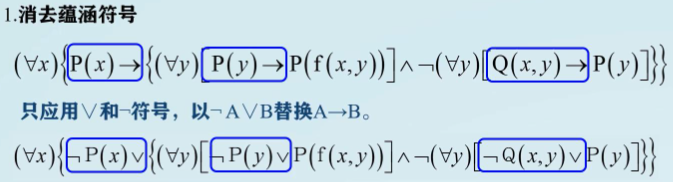 1.消去蕴涵符号
(∀x){P(x)→{(∀y)[P(y)→P(f(x,y))]∧¬(∀y)[Q(x,y)→P(y)]}}
只应用∨和¬符号，以¬A∨B替换A→B。
(∀x){¬P(x)∨{(∀y)[¬P(y)∨P(f(x,y))]∧¬(∀y)[¬Q(x,y)∨P(y)]}}